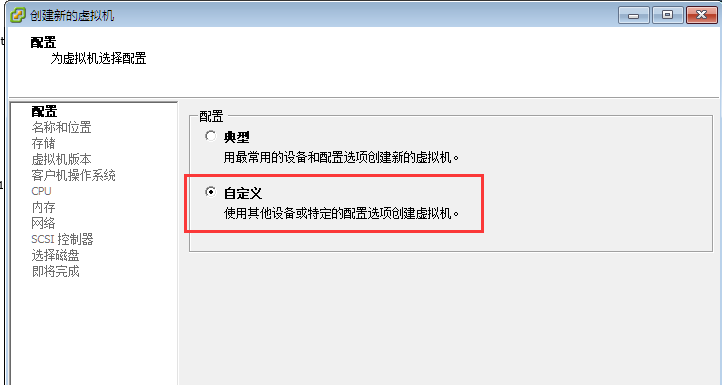 创建新的虚拟机
配置
为虚拟机选择配置
配置
名称和位置
存储
虚拟机版本
客户机操作系统
CPU
内存
网络
SCSI 控制器
选择磁盘
即将完成
配置
典型
用最常用的设备和配置选项创建新的虚拟机。
自定义
使用其他设备或特定的配置选项创建虚拟机。